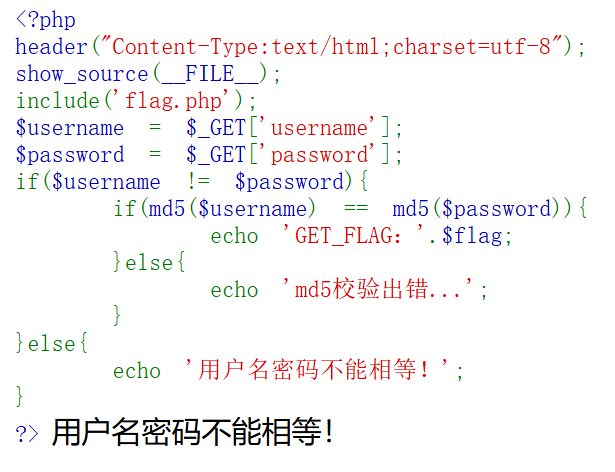 <?php
header("Content-Type:text/html;charset=utf-8");
show_source(__FILE__);
include('flag.php');
$username = $_GET['username'];
$password = $_GET['password'];
if($username != $password){
if(md5($username) == md5($password)){
echo 'GET_FLAG：'.$flag;
}else{
echo 'md5校验出错...';
}
}else{
echo '用户名密码不能相等！';
}
?> 用户名密码不能相等！